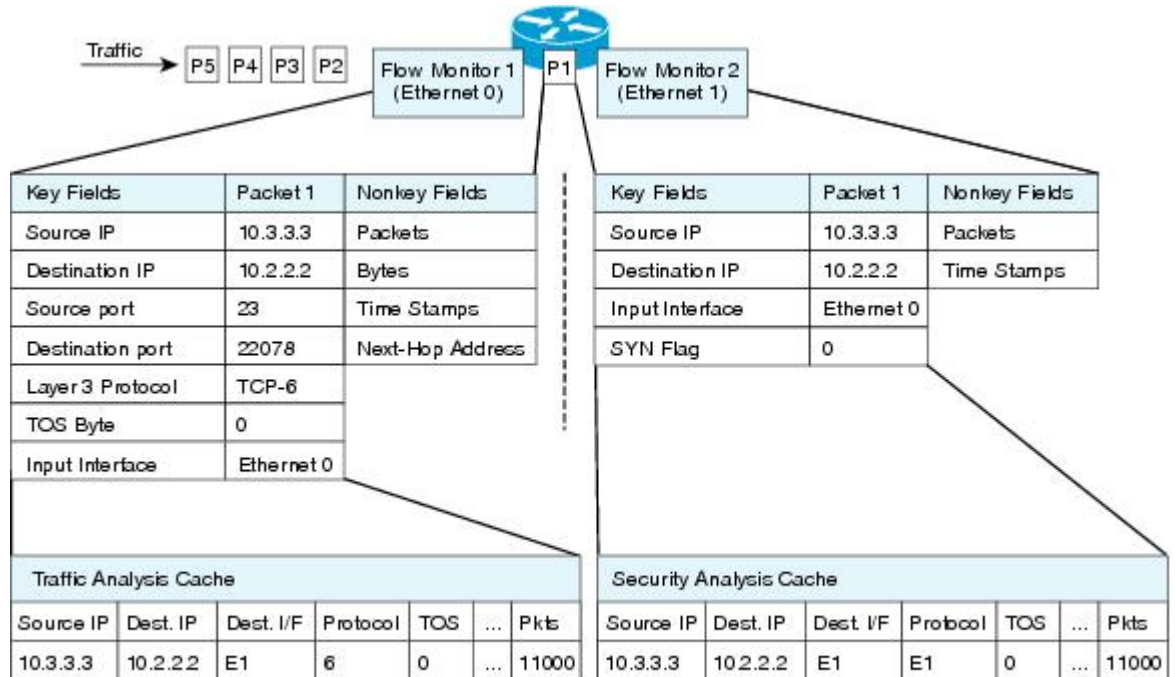 Traffic
P5 P4 P3 P2
Flow Monitor 1
(Ethernet 0)
P1
Flow Monitor 2
(Ethernet 1)
Key Fields Packet 1 Nonkey Fields
Source IP 10.3.3.3 Packets
Destination IP 10.2.2.2 Bytes
Source port 23 Time Stamps
Destination port 22078 Next-Hop Address
Layer 3 Protocol TCP-6
TOS Byte 0
Input Interface Ethernet 0
Key Fields Packet 1 Nonkey Fields
Source IP 10.3.3.3 Packets
Destination IP 10.2.2.2 Time Stamps
Input Interface Ethernet 0
SYN Flag 0
Traffic Analysis Cache
Source IP Dest. IP Dest. I/F Protocol TOS ... Pkts
10.3.3.3 10.2.2.2 E1 6 0 ... 11000
Security Analysis Cache
Source IP Dest. IP Dest. I/F Protocol TOS ... Pkts
10.3.3.3 10.2.2.2 E1 E1 0 ... 11000